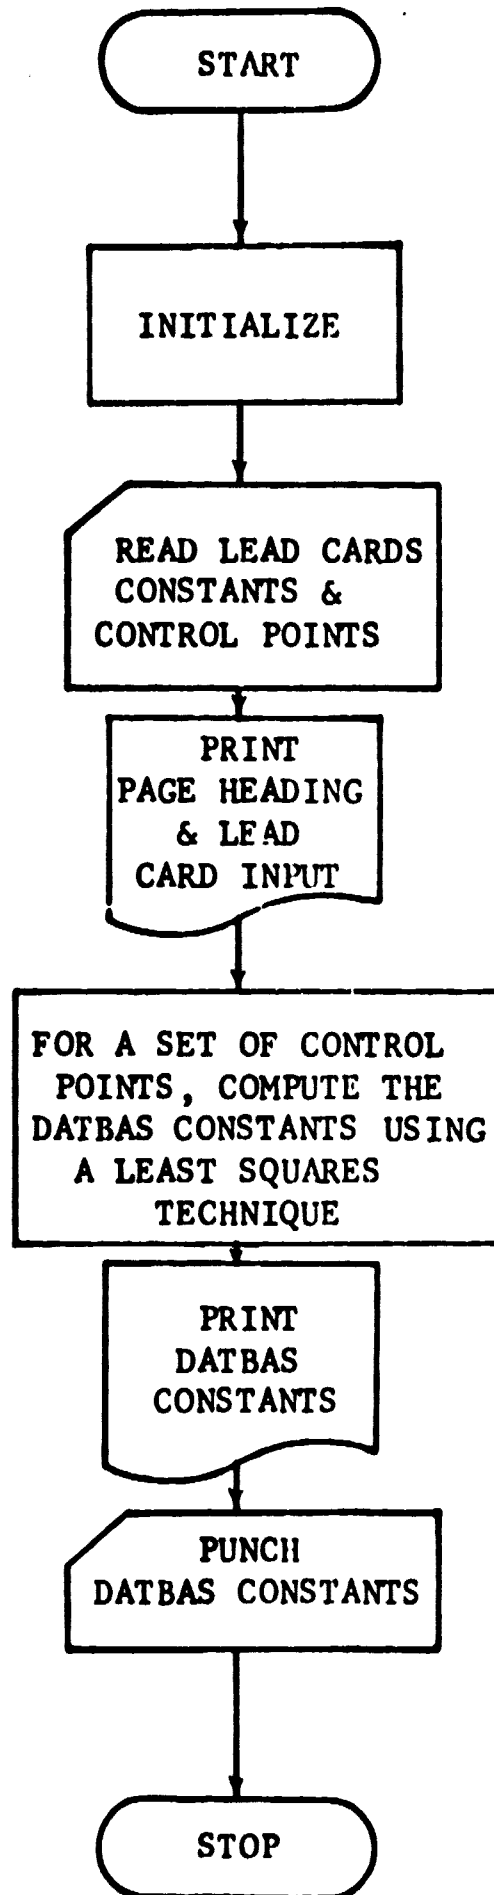 START
INITIALIZE
READ LEAD CARDS
CONSTANTS &
CONTROL POINTS
PRINT
PAGE HEADING
& LEAD
CARD INPUT
FOR A SET OF CONTROL
POINTS, COMPUTE THE
DATBAS CONSTANTS USING
A LEAST SQUARES
TECHNIQUE
PRINT
DATBAS
CONSTANTS
PUNCH
DATBAS CONSTANTS
STOP